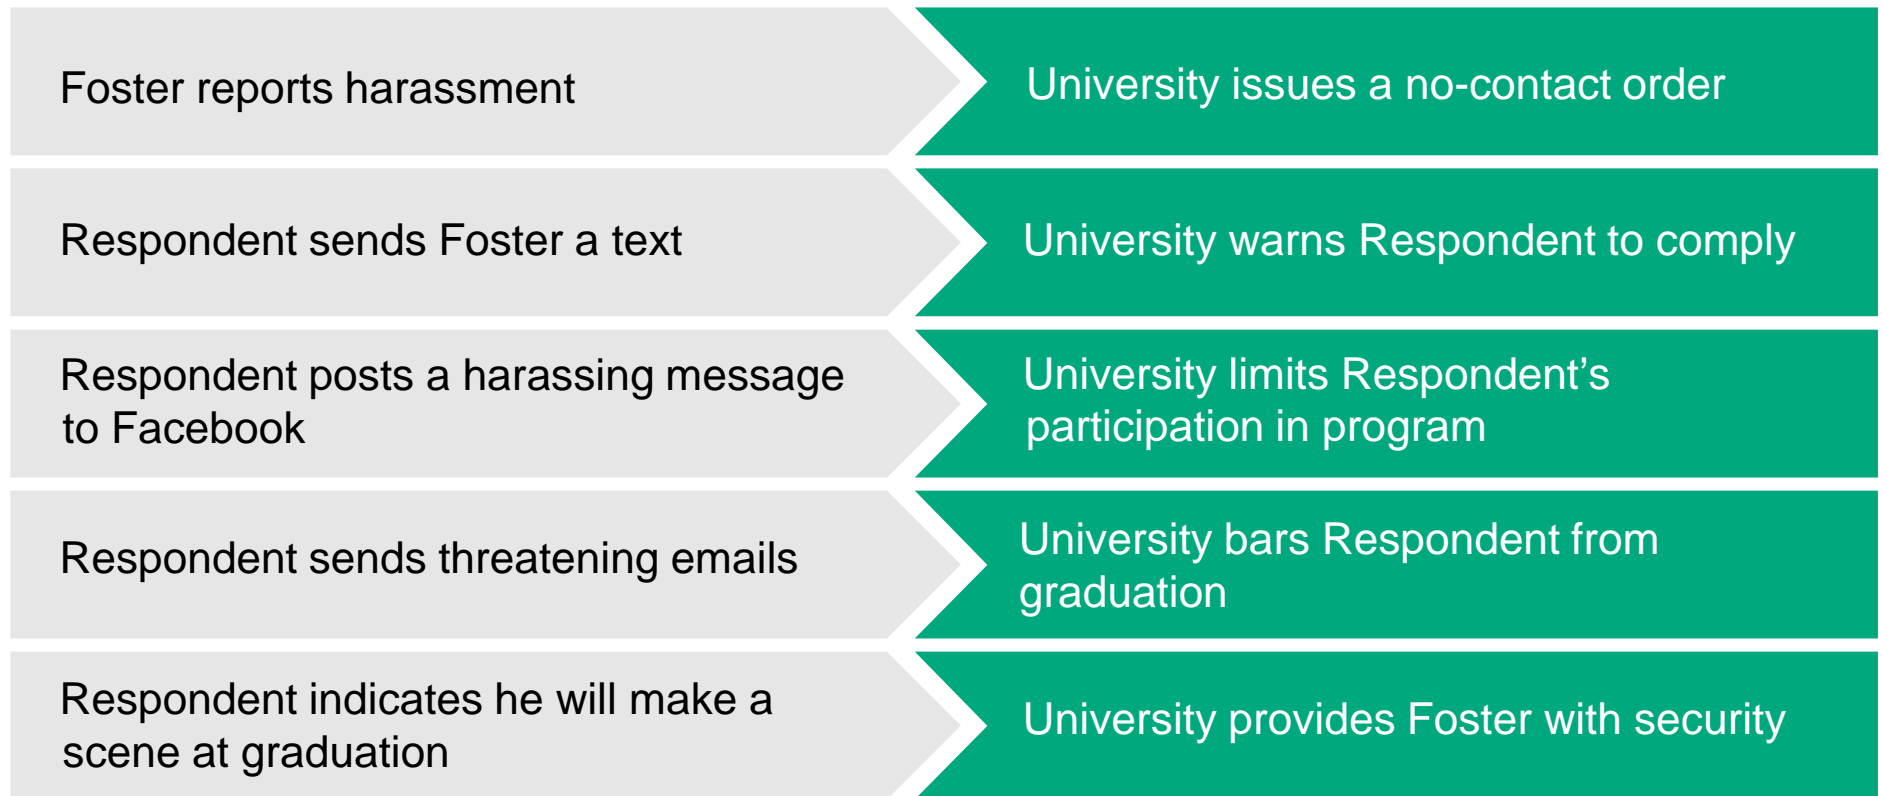 Foster reports harassment
University issues a no-contact order
Respondent sends Foster a text
University warns Respondent to comply
Respondent posts a harassing message
to Facebook
University limits Respondent’s
participation in program
Respondent sends threatening emails
University bars Respondent from
graduation
Respondent indicates he will make a
scene at graduation
University provides Foster with security